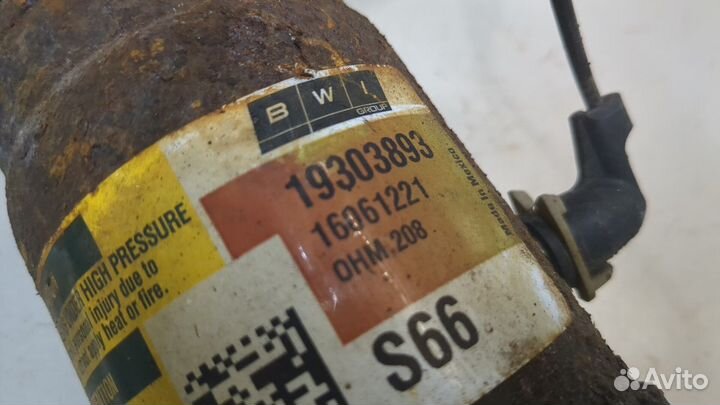 BWI
GROUP
19303893
16061221
OHM.208
Made in Mexico
S66
HIGH PRESSURE
injury due to
apply heat or fire.
Avito